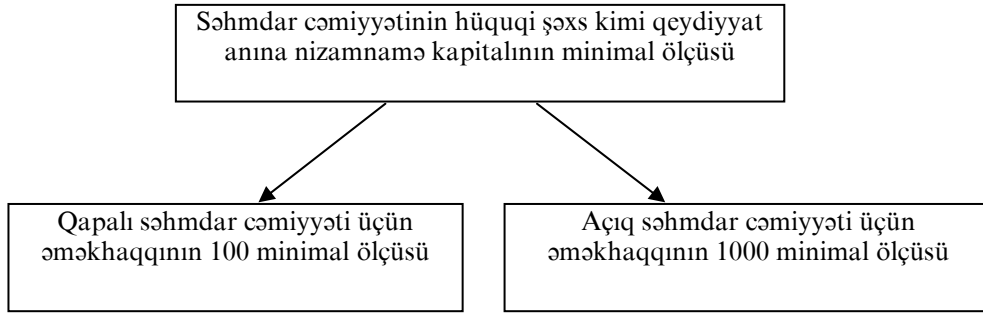 Səhmdar cəmiyyətinin hüquqi şəxs kimi qeydiyyat
anına nizamnamə kapitalının minimal ölçüsü
Qapalı səhmdar cəmiyyəti üçün
əməkhaqqının 100 minimal ölçüsü
Açıq səhmdar cəmiyyəti üçün
əməkhaqqının 1000 minimal ölçüsü